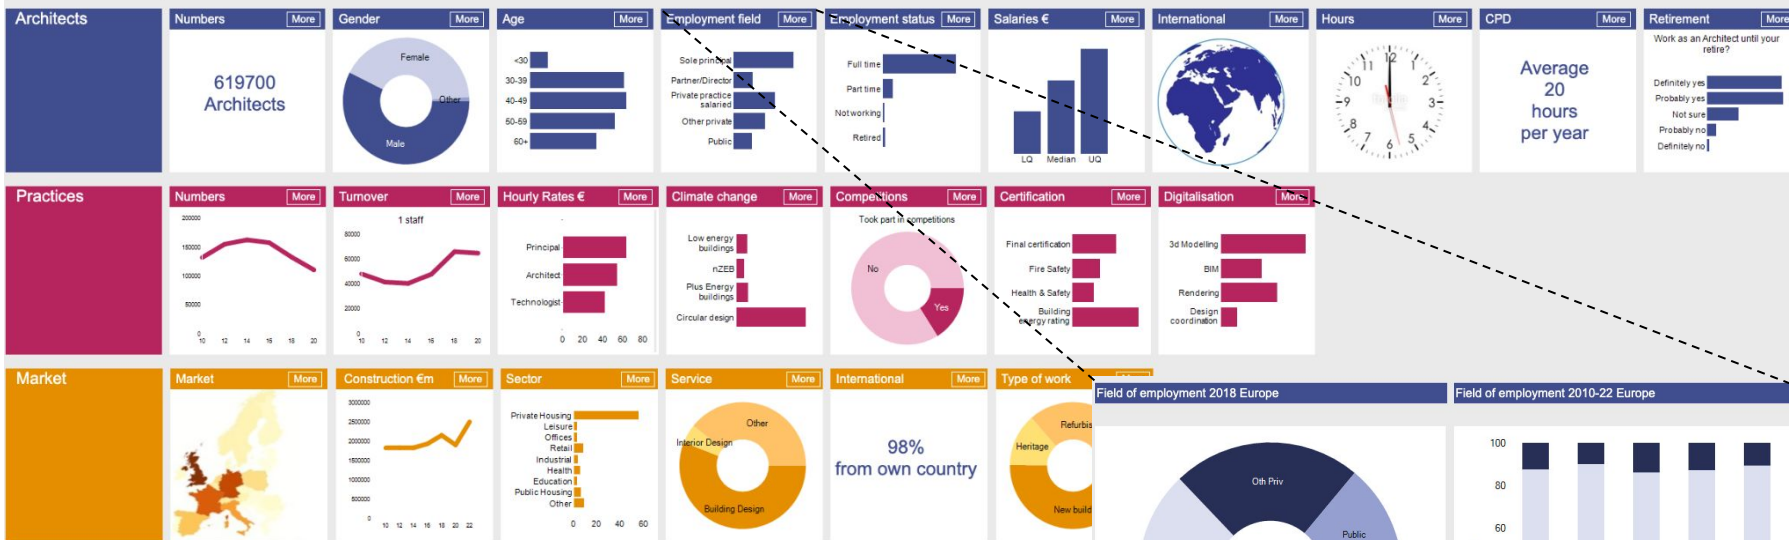 Architects
Numbers More
619700
Architects
Gender More
Female
Other
Male
Age More
<30
30-39
40-49
50-59
60+
Employment field More
Sole principal
Partner/Director
Private practice
salaried
Other private
Public
Employment status More
Full time
Part time
Not working
Retired
Salaries € More
LQ Median UQ
International More
Hours More
12
1
2
3
4
5
6
7
8
9
10
11
CPD More
Average
20
hours
per year
Retirement More
Work as an Architect until your
retire?
Definitely yes
Probably yes
Not sure
Probably no
Definitely no
Practices
Numbers More
200000
150000
100000
50000
0
10 12 14 16 18 20
Turnover More
1 staff
80000
60000
40000
20000
0
10 12 14 16 18 20
Hourly Rates € More
Principal
Architect
Technologist
0 20 40 60 80
Climate change More
Low energy
buildings
nZEB
Plus Energy
buildings
Circular design
Competitions More
Took part in competitions
No
Yes
Certification More
Final certification
Fire Safety
Health & Safety
Building
energy rating
Digitalisation More
3d Modelling
BIM
Rendering
Design
coordination
Market
Market More
Construction €m More
3000000
2500000
2000000
1500000
1000000
500000
0
10 12 14 16 18 20 22
Sector More
Private Housing
Leisure
Offices
Retail
Industrial
Health
Education
Public Housing
Other
0 20 40 60
Service More
Other
Interior Design
Building Design
International More
98%
from own country
Type of work
Refurbis
Heritage
New build
Field of employment 2018 Europe
Oth Priv
Public
Field of employment 2010-22 Europe
100
80
60